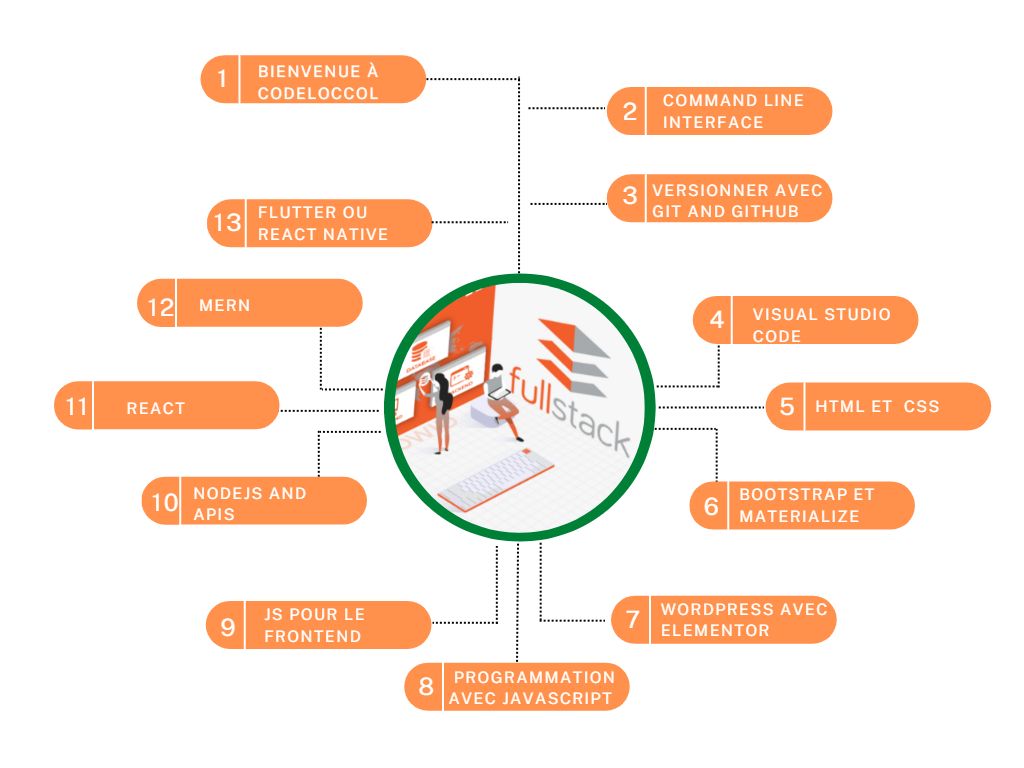 1
BIENVENUE À
CODELOCCOL
2
COMMAND LINE
INTERFACE
3
VERSIONNER AVEC
GIT AND GITHUB
4
VISUAL STUDIO
CODE
5
HTML ET CSS
6
BOOTSTRAP ET
MATERIALIZE
7
WORDPRESS AVEC
ELEMENTOR
8
PROGRAMMATION
AVEC JAVASCRIPT
9
JS POUR LE
FRONTEND
10
NODEJS AND
APIS
11
REACT
12
MERN
13
FLUTTER OU
REACT NATIVE
DATABASE
fullstack